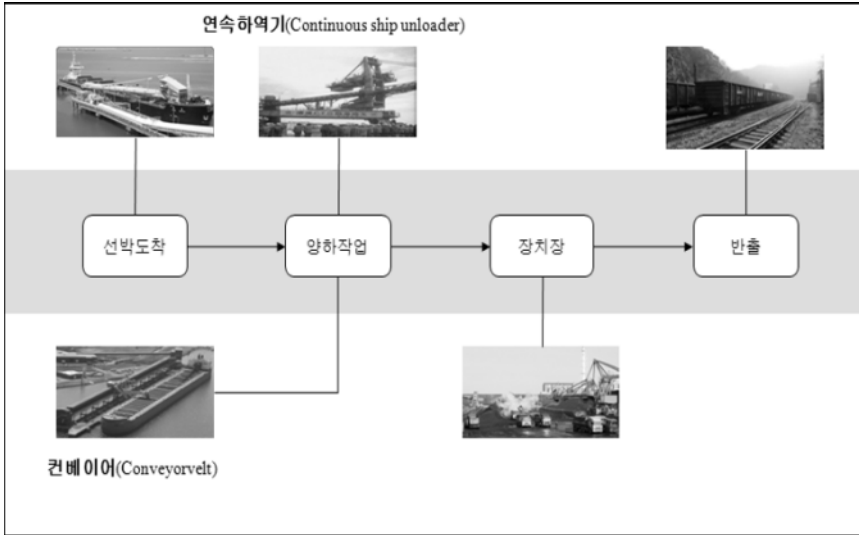 연속하역기(Continuous ship unloader)
선박도착
양하작업
장치장
반출
컨베이어(Conveyorvelt)